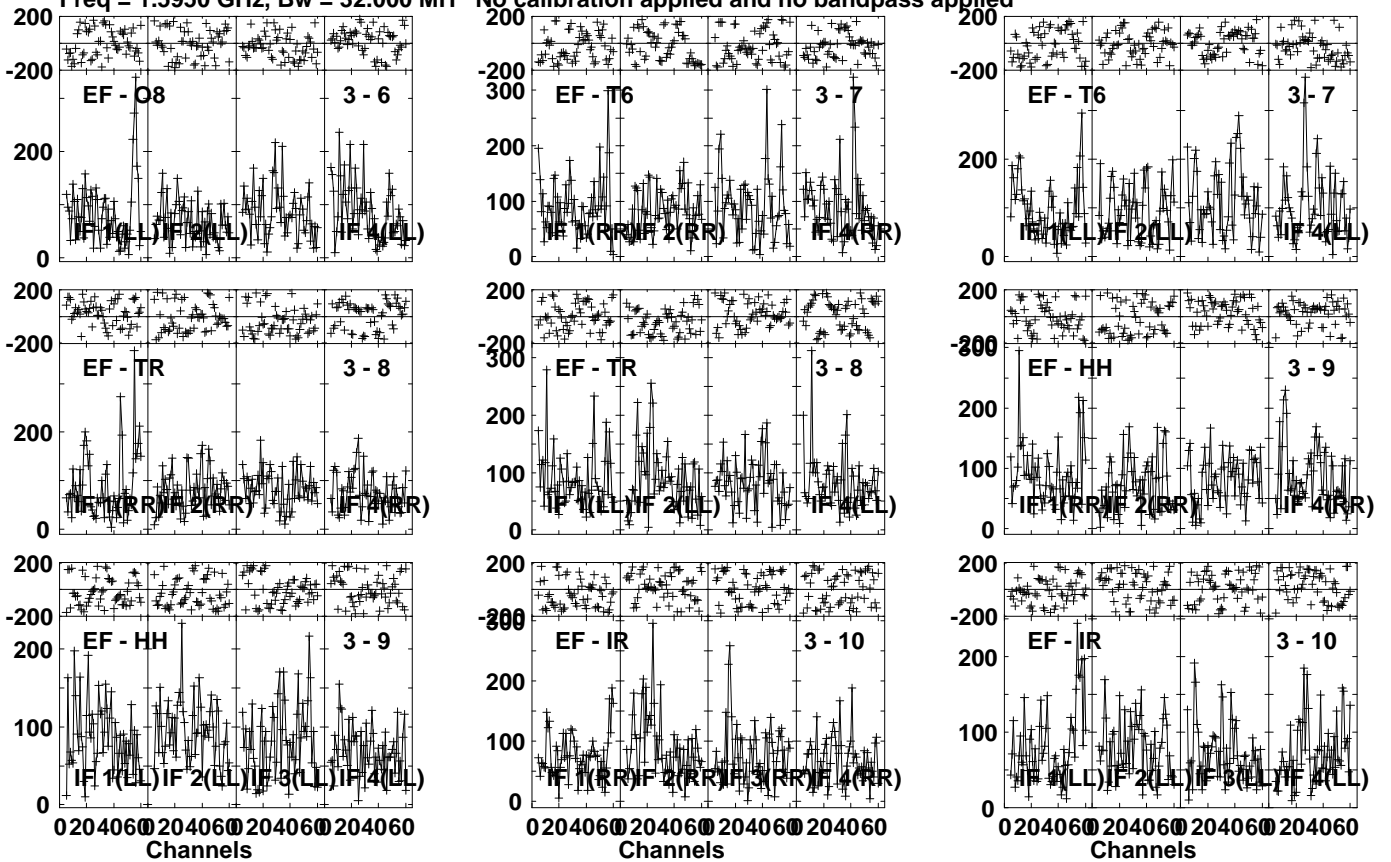 Freq = 1.5950 GHz, Bw = 32.000 MH No calibration applied and no bandpass applied
200
-200
EF - O8 3 - 6
200
0
IF 1(LL) IF 2(LL) IF 4(LL)
200
-200
EF - T6 3 - 7
300
200
100
0
IF 1(RR) IF 2(RR) IF 4(RR)
200
-200
EF - T6 3 - 7
200
0
IF 1(LL) IF 2(LL) IF 4(LL)
200
-200
EF - TR 3 - 8
200
0
IF 1(RR) IF 2(RR) IF 4(RR)
200
-200
300
EF - TR 3 - 8
200
100
0
IF 1(LL) IF 2(LL) IF 4(LL)
200
-200
300
EF - HH 3 - 9
200
100
0
IF 1(RR) IF 2(RR) IF 4(RR)
200
-200
EF - HH 3 - 9
200
100
0
IF 1(LL) IF 2(LL) IF 3(LL) IF 4(LL)
0 20 40 60 0 20 40 60 0 20 40 60 0 20 40 60
Channels
200
-200
300
EF - IR 3 - 10
200
100
0
IF 1(RR) IF 2(RR) IF 3(RR) IF 4(RR)
0 20 40 60 0 20 40 60 0 20 40 60 0 20 40 60
Channels
200
-200
EF - IR 3 - 10
200
100
0
IF 1(LL) IF 2(LL) IF 3(LL) IF 4(LL)
0 20 40 60 0 20 40 60 0 20 40 60 0 20 40 60
Channels